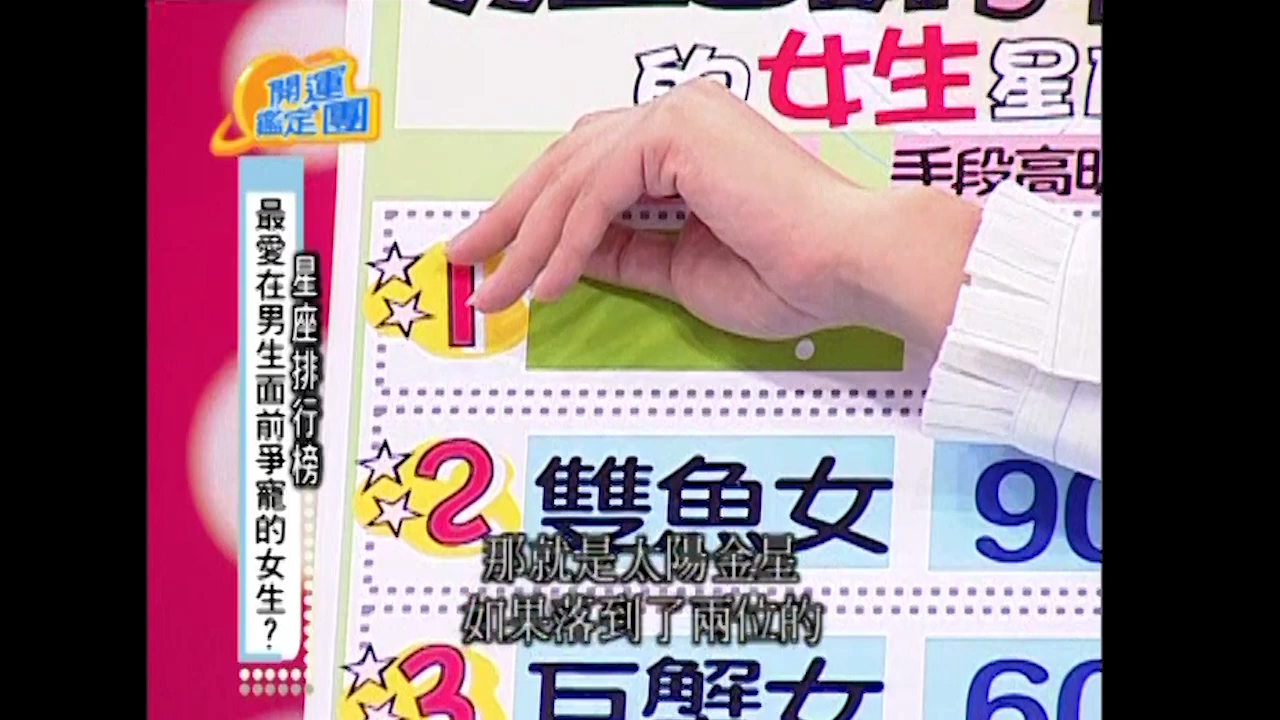 開運
鑑定團
星座排行榜
最愛在男生面前爭寵的女生？
的女生星
手段高
1
2
雙魚女
90
3
巨蟹女
60
那就是太陽金星
如果落到了兩位的